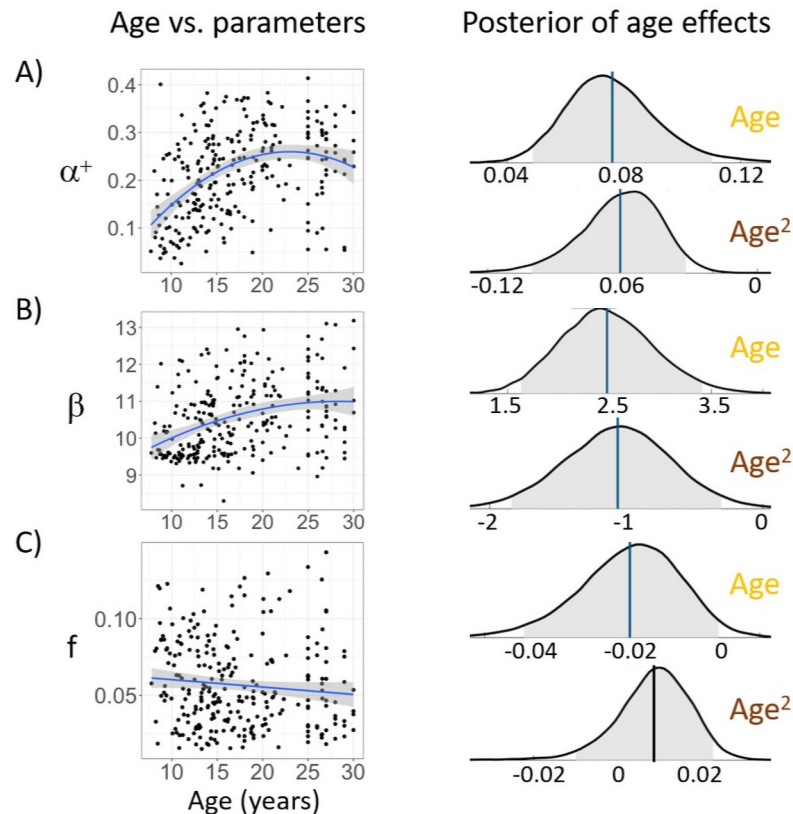 Age vs. parameters
Posterior of age effects
A)
0.4
0.3
0.2
0.1
α⁺
10 15 20 25 30
Age
0.04 0.08 0.12
Age²
-0.12 0.06 0
B)
13
12
11
10
9
β
10 15 20 25 30
Age
1.5 2.5 3.5
Age²
-2 -1 0
C)
0.10
0.05
f
10 15 20 25 30
Age (years)
Age
-0.04 -0.02 0
Age²
-0.02 0 0.02